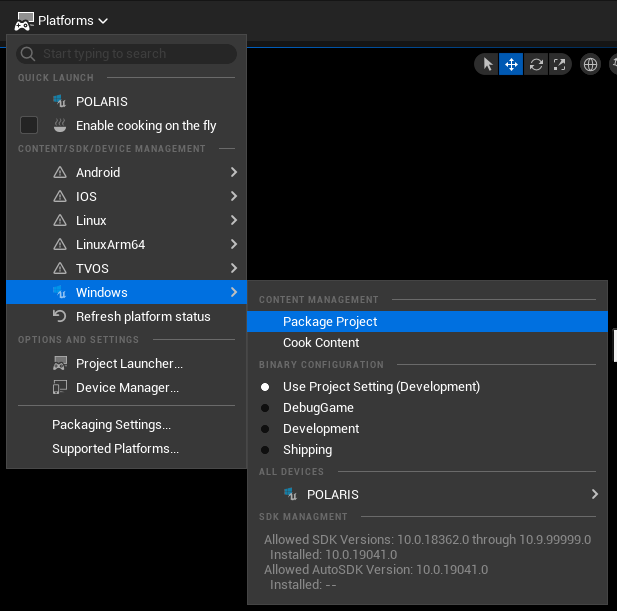 Platforms
Start typing to search
QUICK LAUNCH
POLARIS
Enable cooking on the fly
CONTENT/SDK/DEVICE MANAGEMENT
Android
IOS
Linux
LinuxArm64
TVOS
Windows
Refresh platform status
OPTIONS AND SETTINGS
Project Launcher...
Device Manager...
Packaging Settings...
Supported Platforms...
CONTENT MANAGEMENT
Package Project
Cook Content
BINARY CONFIGURATION
Use Project Setting (Development)
DebugGame
Development
Shipping
ALL DEVICES
POLARIS
SDK MANAGMENT
Allowed SDK Versions: 10.0.18362.0 through 10.9.99999.0
Installed: 10.0.19041.0
Allowed AutoSDK Version: 10.0.19041.0
Installed: --